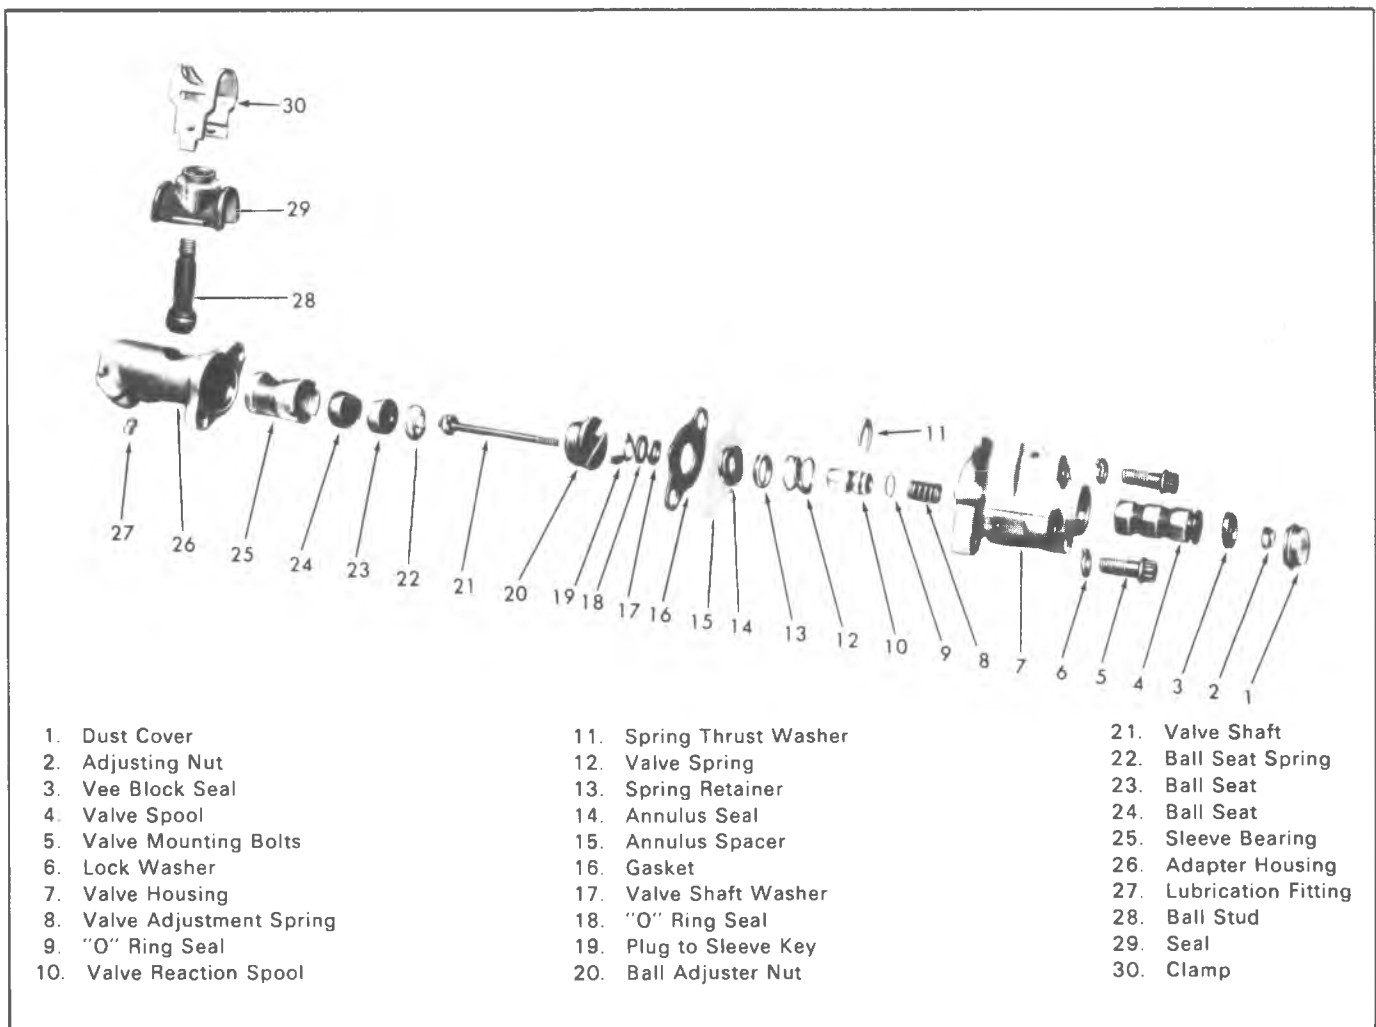 30
29
28
11
27
26
25
24
23
22
21
20
19
18
17
16
15
14
13
12
10
9
8
7
6
5
4
3
2
1
1. Dust Cover
2. Adjusting Nut
3. Vee Block Seal
4. Valve Spool
5. Valve Mounting Bolts
6. Lock Washer
7. Valve Housing
8. Valve Adjustment Spring
9. "O" Ring Seal
10. Valve Reaction Spool
11. Spring Thrust Washer
12. Valve Spring
13. Spring Retainer
14. Annulus Seal
15. Annulus Spacer
16. Gasket
17. Valve Shaft Washer
18. "O" Ring Seal
19. Plug to Sleeve Key
20. Ball Adjuster Nut
21. Valve Shaft
22. Ball Seat Spring
23. Ball Seat
24. Ball Seat
25. Sleeve Bearing
26. Adapter Housing
27. Lubrication Fitting
28. Ball Stud
29. Seal
30. Clamp